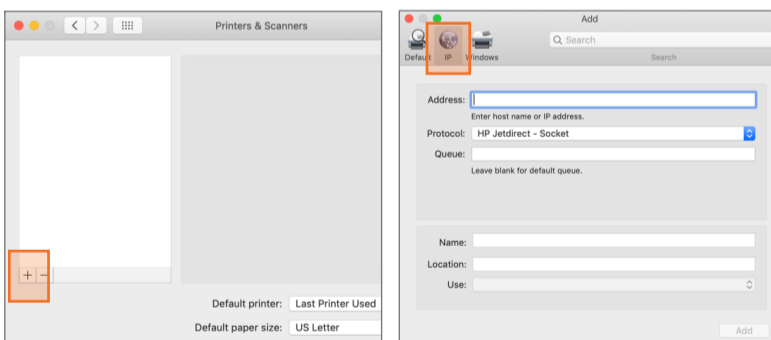 Printers & Scanners
+ −
Default printer: Last Printer Used
Default paper size: US Letter
Add
Search
Default IP Windows
Search
Address:
Enter host name or IP address.
Protocol: HP Jetdirect - Socket
Queue:
Leave blank for default queue.
Name:
Location:
Use:
Add